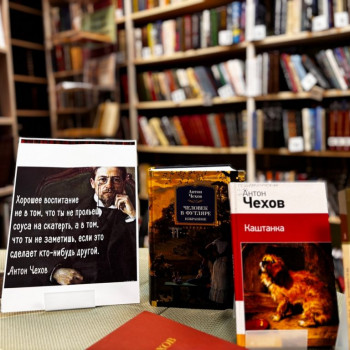 Хорошее воспитание
не в том, что ты не прольешь
соуса на скатерть, а в том,
что ты не заметишь, если это
сделает кто-нибудь другой.
Антон Чехов
Антон
Чехов
ЧЕЛОВЕК
В ФУТЛЯРЕ
Антон
Чехов
Каштанка